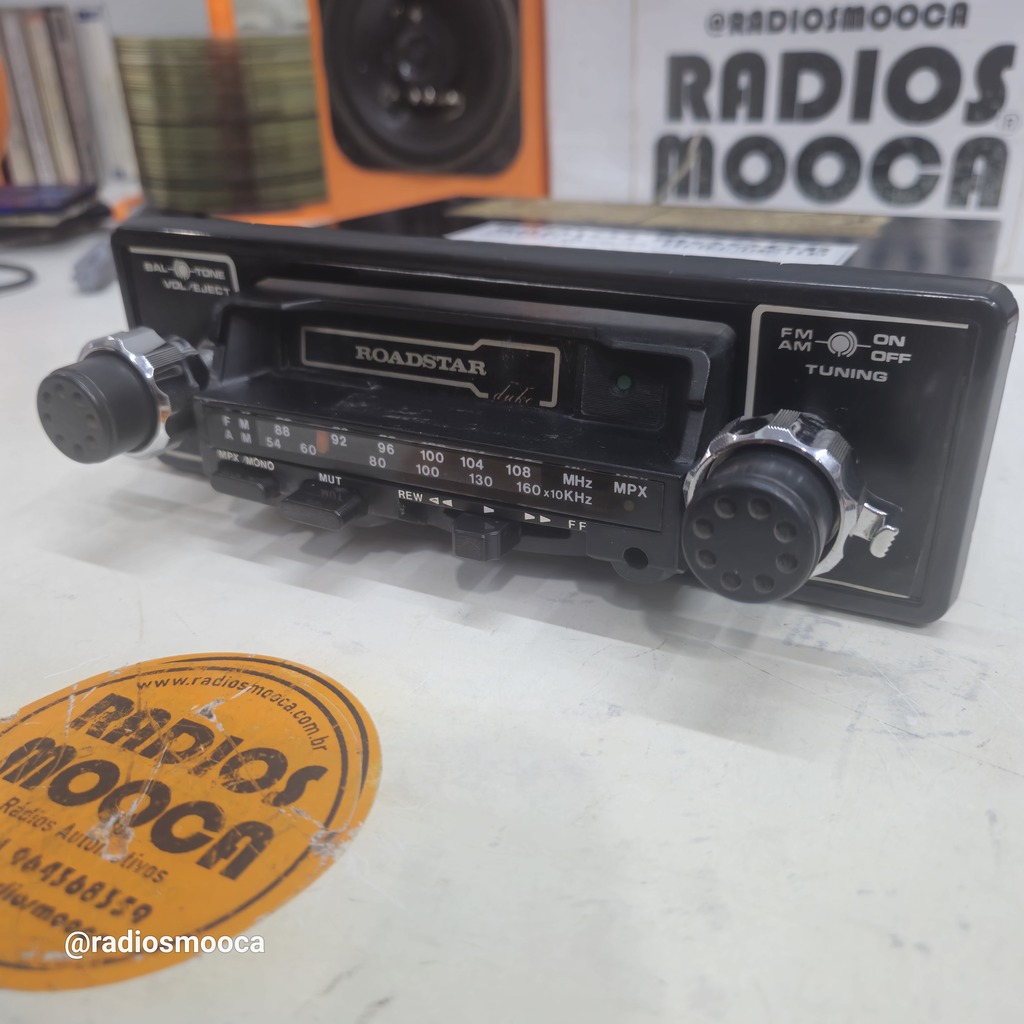 @RADIOSMOOCA
RADIOS
MOOCA
BAL TONE
VOL/EJECT
ROADSTAR
duke
FM
AM
ON
OFF
TUNING
FM 88 92 96 100 104 108 MHz
AM 54 60 80 100 130 160 x10KHz
MPX
MPX/MONO
MUT
REW ◄◄ ► ►► FF
www.radiosmooca.com.br
RADIOS
MOOCA
Rádios Automotivos
964368359
@radiosmooca